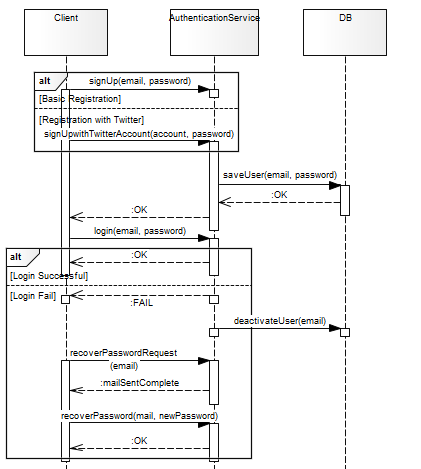 Client
AuthenticationService
DB
alt
signUp(email, password)
[Basic Registration]
[Registration with Twitter]
signUpwithTwitterAccount(account, password)
saveUser(email, password)
:OK
:OK
login(email, password)
alt
:OK
[Login Successful]
[Login Fail]
:FAIL
deactivateUser(email)
recoverPasswordRequest
(email)
:mailSentComplete
recoverPassword(mail, newPassword)
:OK